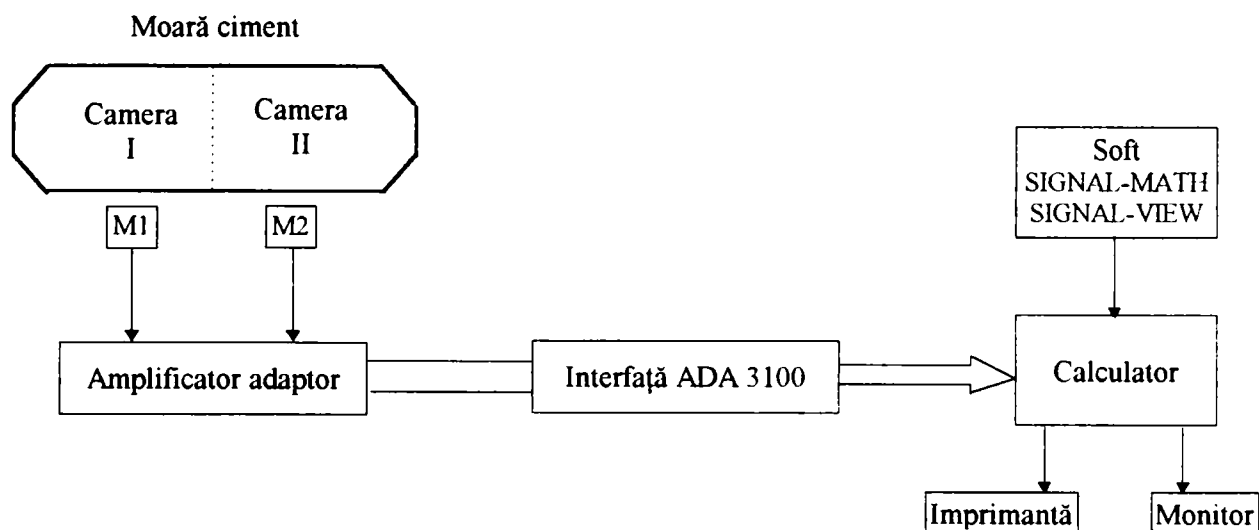 Moară ciment
Camera
I
Camera
II
Soft
SIGNAL-MATH
SIGNAL-VIEW
M1
M2
Amplificator adaptor
Interfață ADA 3100
Calculator
Imprimantă
Monitor